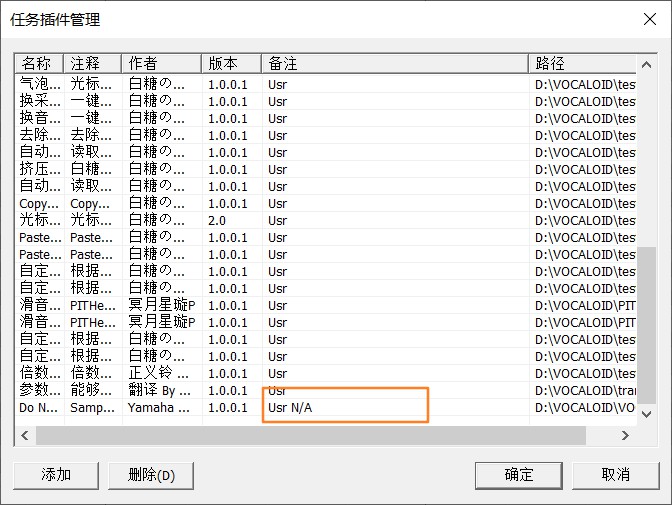 任务插件管理
名称 注释 作者 版本 备注 路径
气泡... 光标... 白糖の... 1.0.0.1 Usr D:\VOCALOID\tes
换采... 一键... 白糖の... 1.0.0.1 Usr D:\VOCALOID\tes
换音... 一键... 白糖の... 1.0.0.1 Usr D:\VOCALOID\tes
去除... 去除... 白糖の... 1.0.0.1 Usr D:\VOCALOID\tes
自动... 读取... 白糖の... 1.0.0.1 Usr D:\VOCALOID\tes
挤压... 白糖... 白糖の... 1.0.0.1 Usr D:\VOCALOID\tes
自动... 读取... 白糖の... 1.0.0.1 Usr D:\VOCALOID\tes
Copy... Copy... 白糖の... 1.0.0.1 Usr D:\VOCALOID\tes
光标... 光标... 白糖の... 2.0 Usr D:\VOCALOID\tes
Paste... Paste... 白糖の... 1.0.0.1 Usr D:\VOCALOID\tes
Paste... Paste... 白糖の... 1.0.0.1 Usr D:\VOCALOID\tes
自定... 根据... 白糖の... 1.0.0.1 Usr D:\VOCALOID\tes
自定... 根据... 白糖の... 1.0.0.1 Usr D:\VOCALOID\tes
滑音... PITHe... 冥月星璇P 1.0.0.1 Usr D:\VOCALOID\PIT
滑音... PITHe... 冥月星璇P 1.0.0.1 Usr D:\VOCALOID\PIT
自定... 根据... 白糖の... 1.0.0.1 Usr D:\VOCALOID\tes
自定... 根据... 白糖の... 1.0.0.1 Usr D:\VOCALOID\tes
倍数... 倍数... 正义铃 ... 1.0.0.1 Usr D:\VOCALOID\tes
参数... 能够... 翻译 By ... 1.0.0.1 Usr D:\VOCALOID\tra
Do N... Samp... Yamaha ... 1.0.0.1 Usr N/A D:\VOCALOID\VO
添加 删除(D) 确定 取消